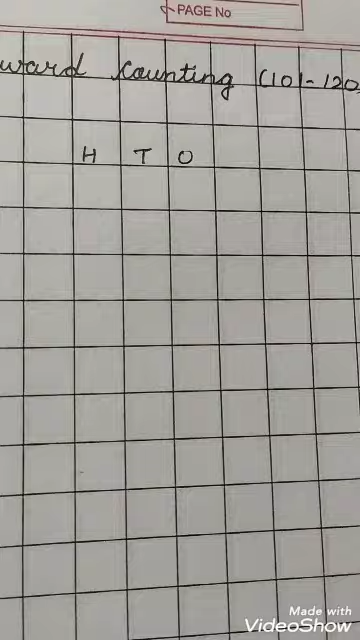 PAGE No
ward counting (101-120
H T O
Made with
VideoShow